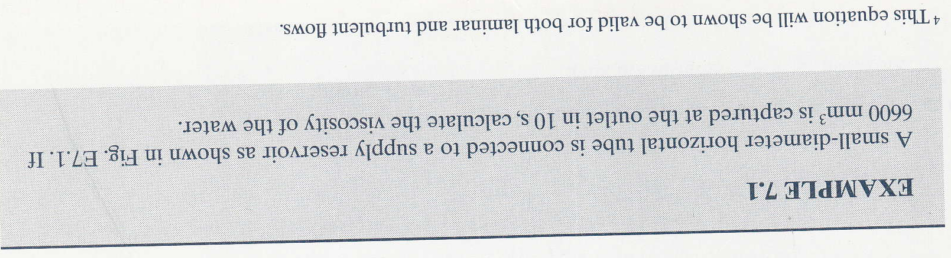 EXAMPLE 7.1
A small-diameter horizontal tube is connected to a supply reservoir as shown in Fig. E7.1. If
6600 mm³ is captured at the outlet in 10 s, calculate the viscosity of the water.
⁴ This equation will be shown to be valid for both laminar and turbulent flows.